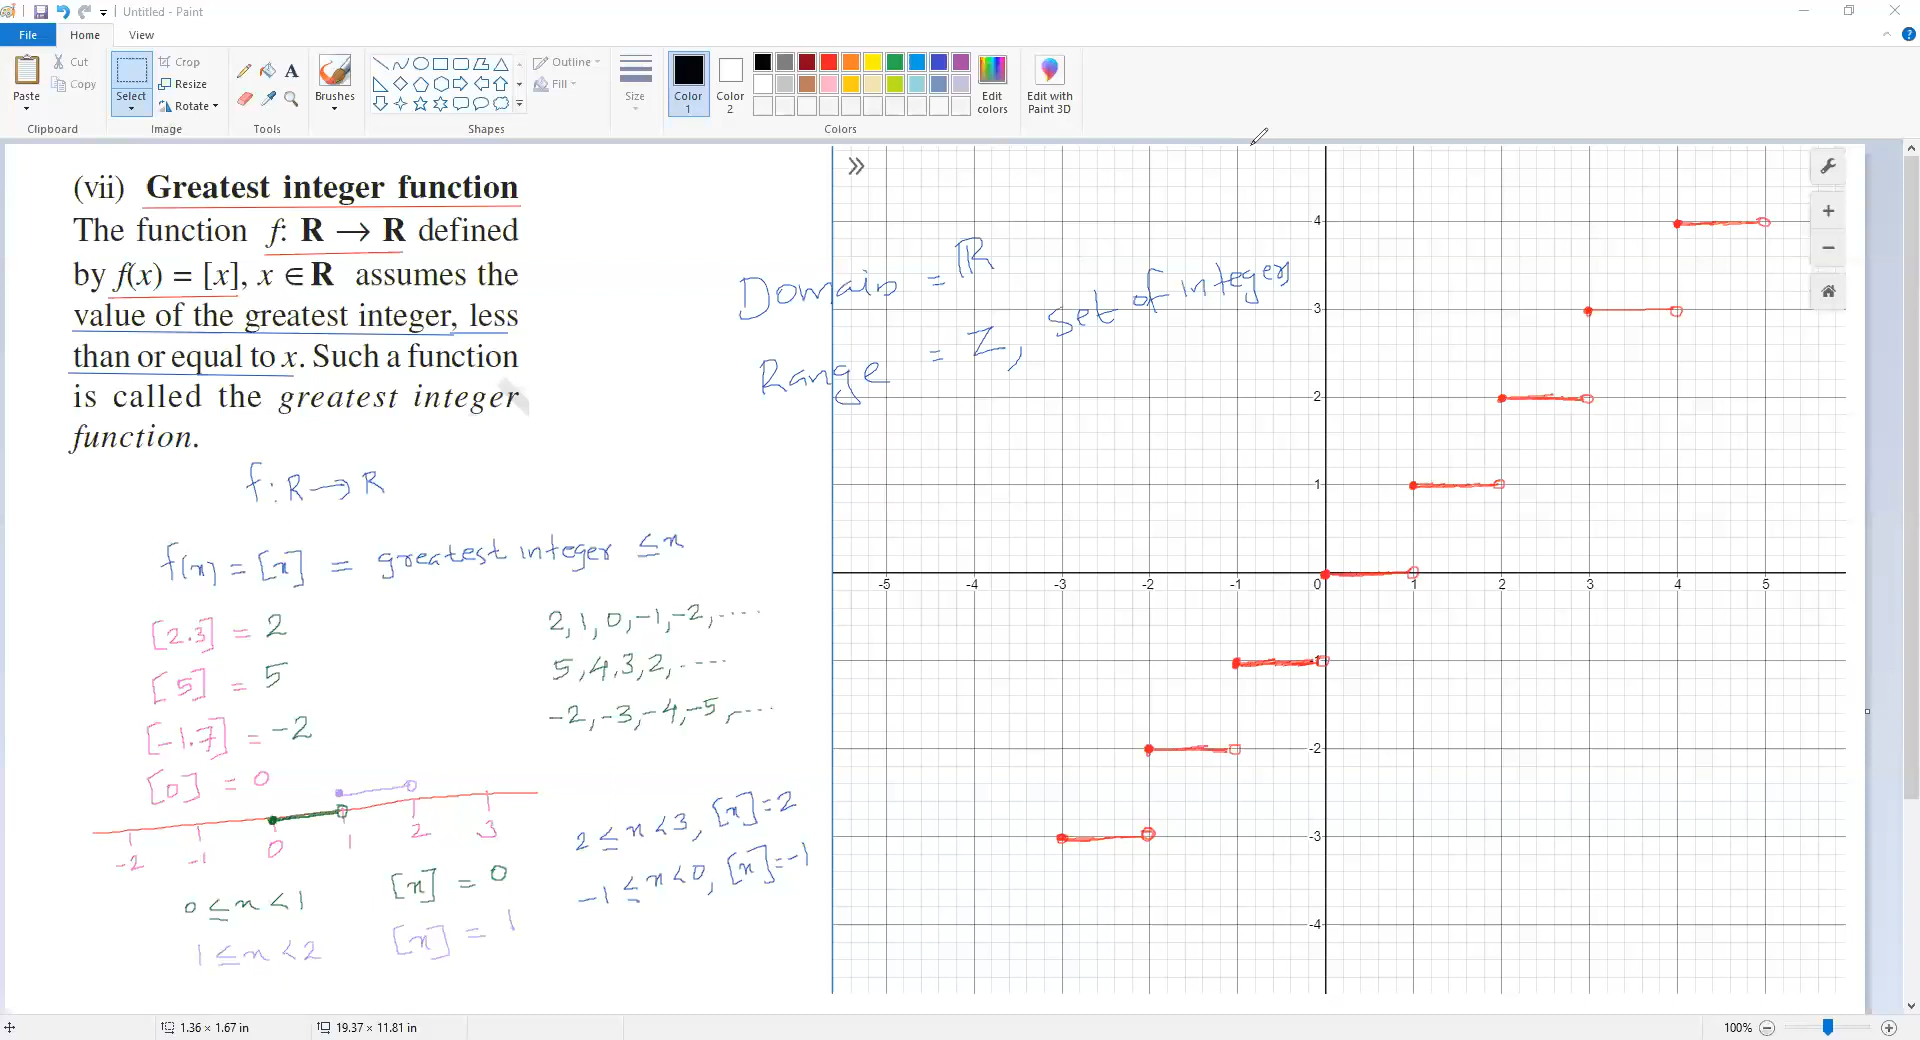 Untitled - Paint
File Home View
Paste Cut Copy Clipboard
Select Crop Resize Rotate Image
Tools
Brushes
Shapes
Outline Fill
Size
Color 1 Color 2 Edit colors Colors
Edit with Paint 3D
(vii) Greatest integer function
The function f: R → R defined
by f(x) = [x], x ∈ R assumes the
value of the greatest integer, less
than or equal to x. Such a function
is called the greatest integer
function.
f : R → R
f(x) = [x] = greatest integer ≤ x
[2.3] = 2
2, 1, 0, -1, -2, ....
[5] = 5
5, 4, 3, 2, ....
[-1.7] = -2
-2, -3, -4, -5, ....
[0] = 0
-2 -1 0 1 2 3
0 ≤ x < 1 [x] = 0
1 ≤ x < 2 [x] = 1
2 ≤ x < 3, [x] = 2
-1 ≤ x < 0, [x] = -1
Domain = R
Range = Z, set of integers
4
3
2
1
-5 -4 -3 -2 -1 0 1 2 3 4 5
-2
-3
-4
1.36 × 1.67 in 19.37 × 11.81 in 100%